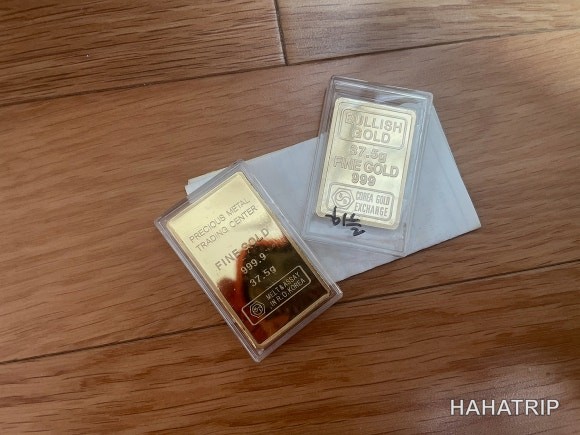 BULLISH
GOLD
37.5g
FINE GOLD
999
COREA GOLD
EXCHANGE
PRECIOUS METAL
TRADING CENTER
FINE GOLD
999.9
37.5g
MELT & ASSAY
IN R.O.KOREA
HAHATRIP